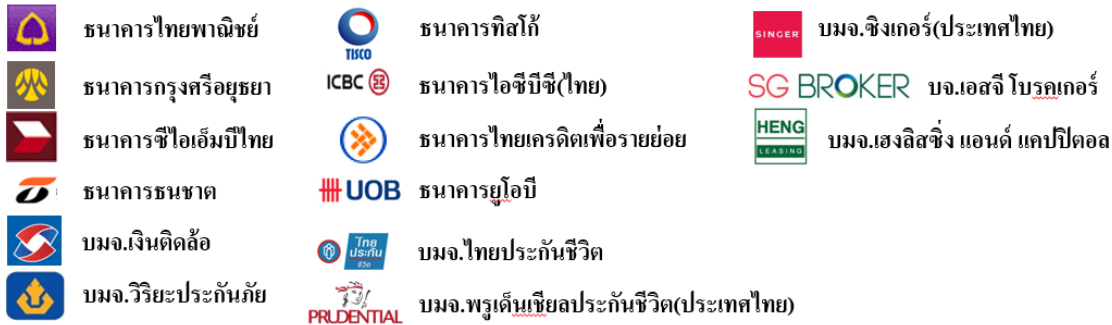 ธนาคารไทยพาณิชย์
ธนาคารกรุงศรีอยุธยา
ธนาคารซีไอเอ็มบีไทย
ธนาคารธนชาต
บมจ.เงินติดล้อ
บมจ.วิริยะประกันภัย
TISCO ธนาคารทิสโก้
ICBC ธนาคารไอซีบีซี(ไทย)
ธนาคารไทยเครดิตเพื่อรายย่อย
UOB ธนาคารยูโอบี
ไทย
ประกัน
ชีวิต
บมจ.ไทยประกันชีวิต
PRUDENTIAL บมจ.พรูเด็นเชียลประกันชีวิต(ประเทศไทย)
SINGER บมจ.ซิงเกอร์(ประเทศไทย)
SG BROKER บจ.เอสจี โบรคเกอร์
HENG
LEASING
บมจ.เฮงลิสซิ่ง แอนด์ แคปปิตอล